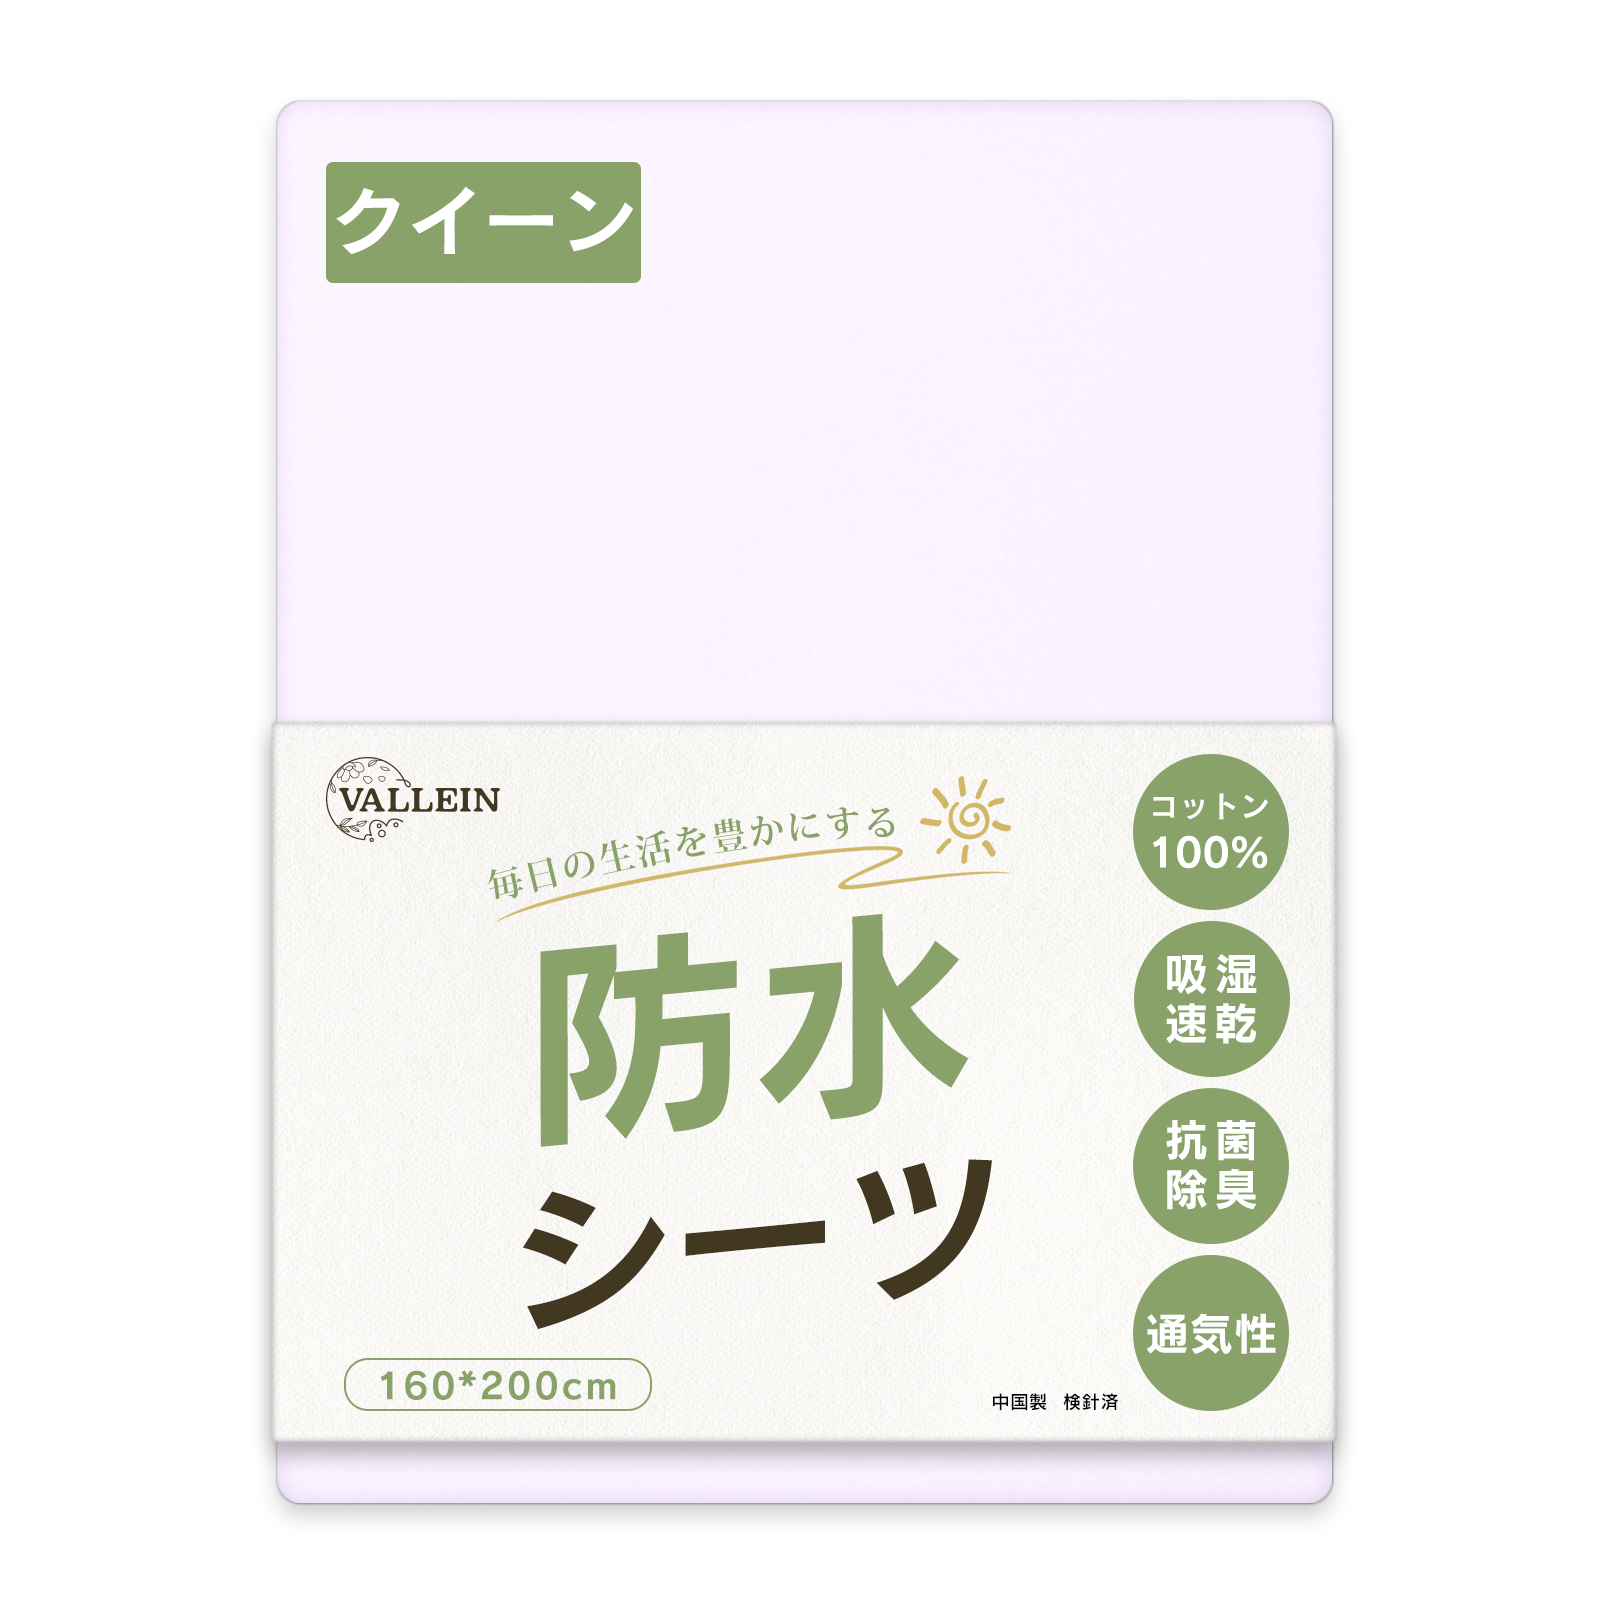 クイーン
VALLEIN
毎日の生活を豊かにする
防水
シーツ
コットン
100%
吸湿
速乾
抗菌
除臭
通気性
160*200cm
中国製 検針済